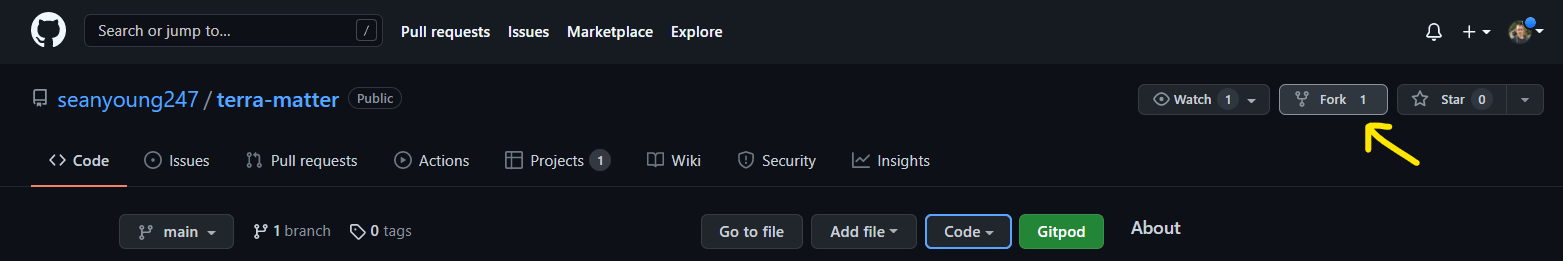 Search or jump to... / Pull requests Issues Marketplace Explore
seanyoung247 / terra-matter Public Watch 1 Fork 1 Star 0
Code Issues Pull requests Actions Projects 1 Wiki Security Insights
main 1 branch 0 tags Go to file Add file Code Gitpod About